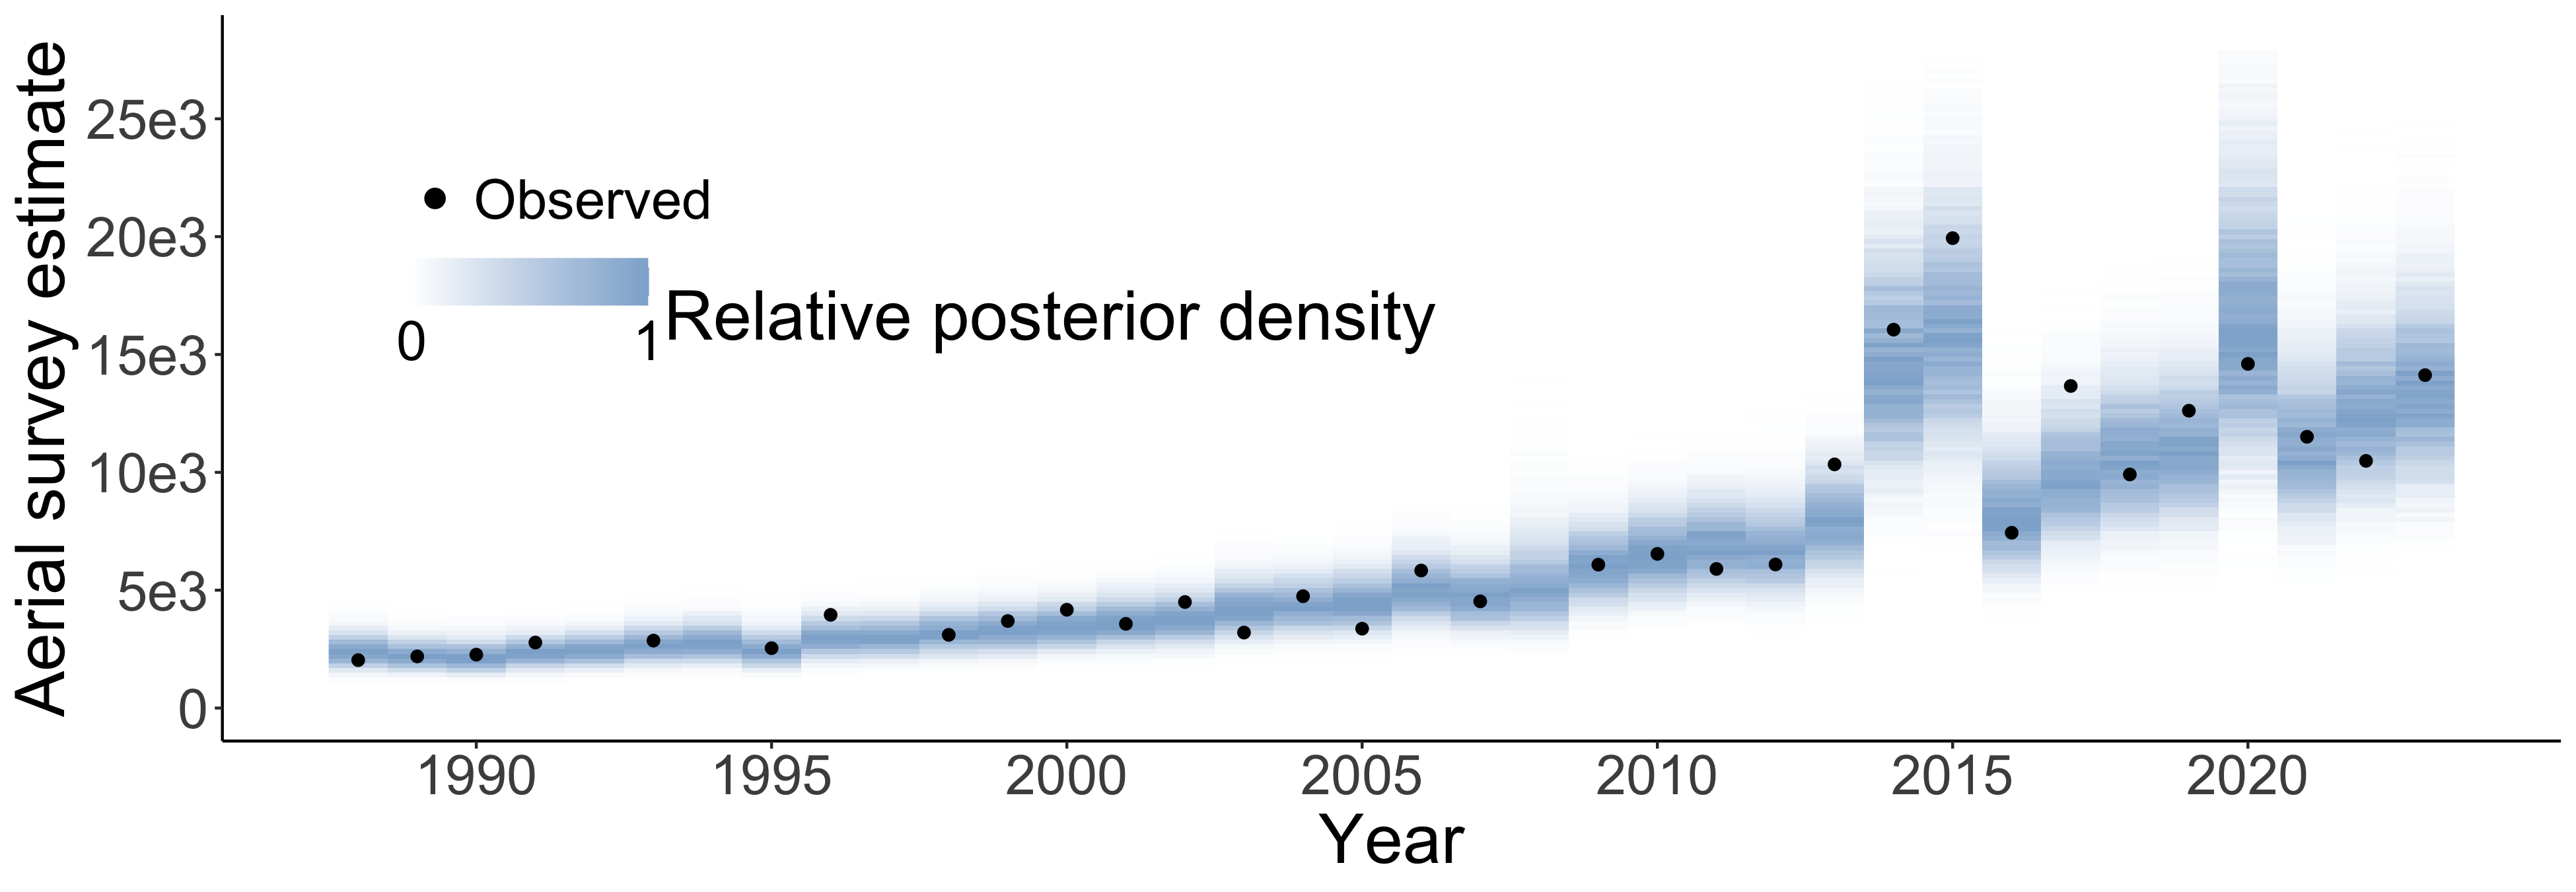 Aerial survey estimate
25e3
20e3
15e3
10e3
5e3
0
Observed
0 1
Relative posterior density
1990 1995 2000 2005 2010 2015 2020
Year